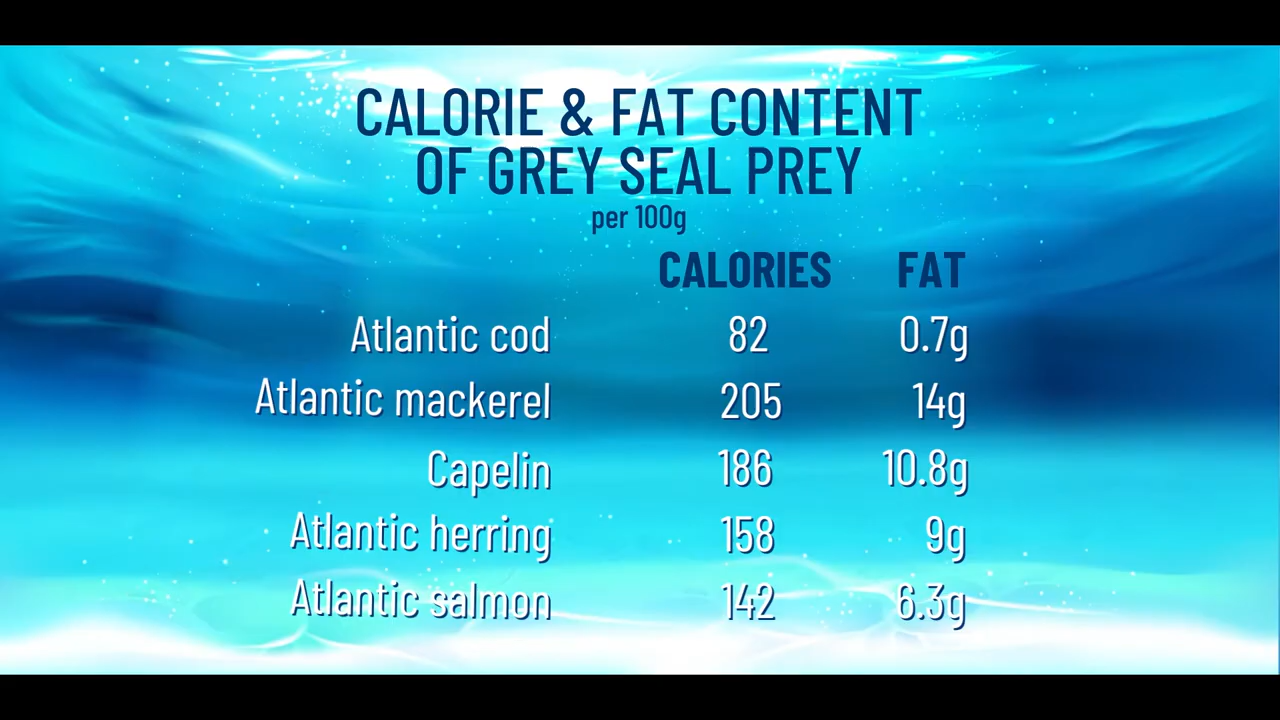 CALORIE & FAT CONTENT
OF GREY SEAL PREY
per 100g
CALORIES FAT
Atlantic cod 82 0.7g
Atlantic mackerel 205 14g
Capelin 186 10.8g
Atlantic herring 158 9g
Atlantic salmon 142 6.3g